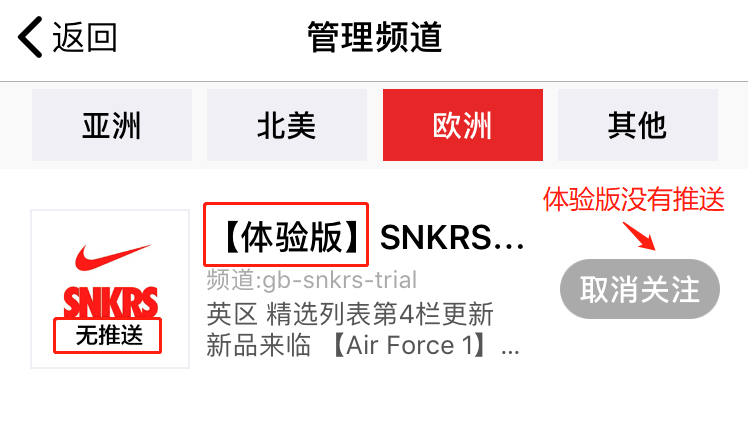 返回
管理频道
亚洲
北美
欧洲
其他
体验版没有推送
【体验版】SNKRS...
取消关注
频道:gb-snkrs-trial
SNKRS
无推送
英区 精选列表第4栏更新
新品来临 【Air Force 1】...